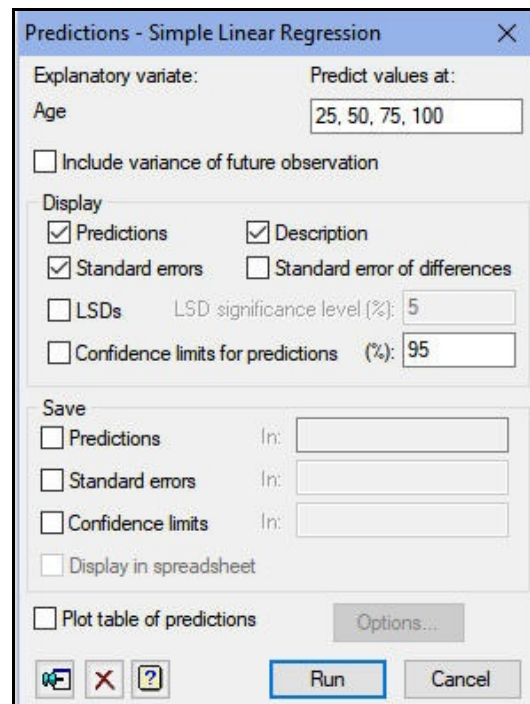 Predictions - Simple Linear Regression
Explanatory variate: Predict values at:
Age 25, 50, 75, 100
Include variance of future observation
Display
Predictions Description
Standard errors Standard error of differences
LSDs LSD significance level (%): 5
Confidence limits for predictions (%): 95
Save
Predictions In:
Standard errors In:
Confidence limits In:
Display in spreadsheet
Plot table of predictions Options...
? Run Cancel